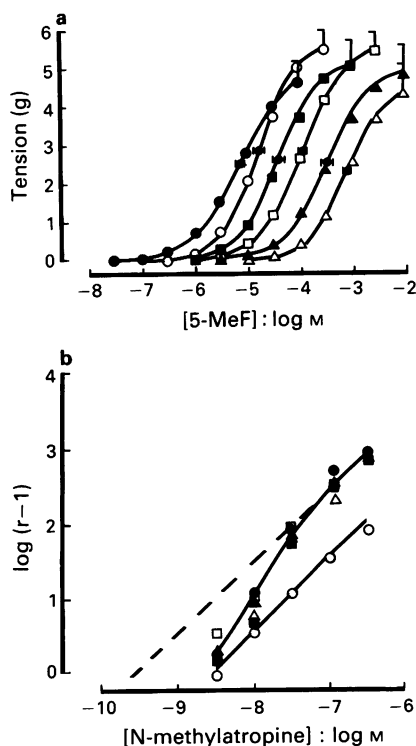 a
Tension (g)
6
5
4
3
2
1
0
−8 −7 −6 −5 −4 −3 −2 −1
[5-MeF] : log M
b
log (r−1)
4
3
2
1
0
−10 −9 −8 −7 −6
[N-methylatropine] : log M